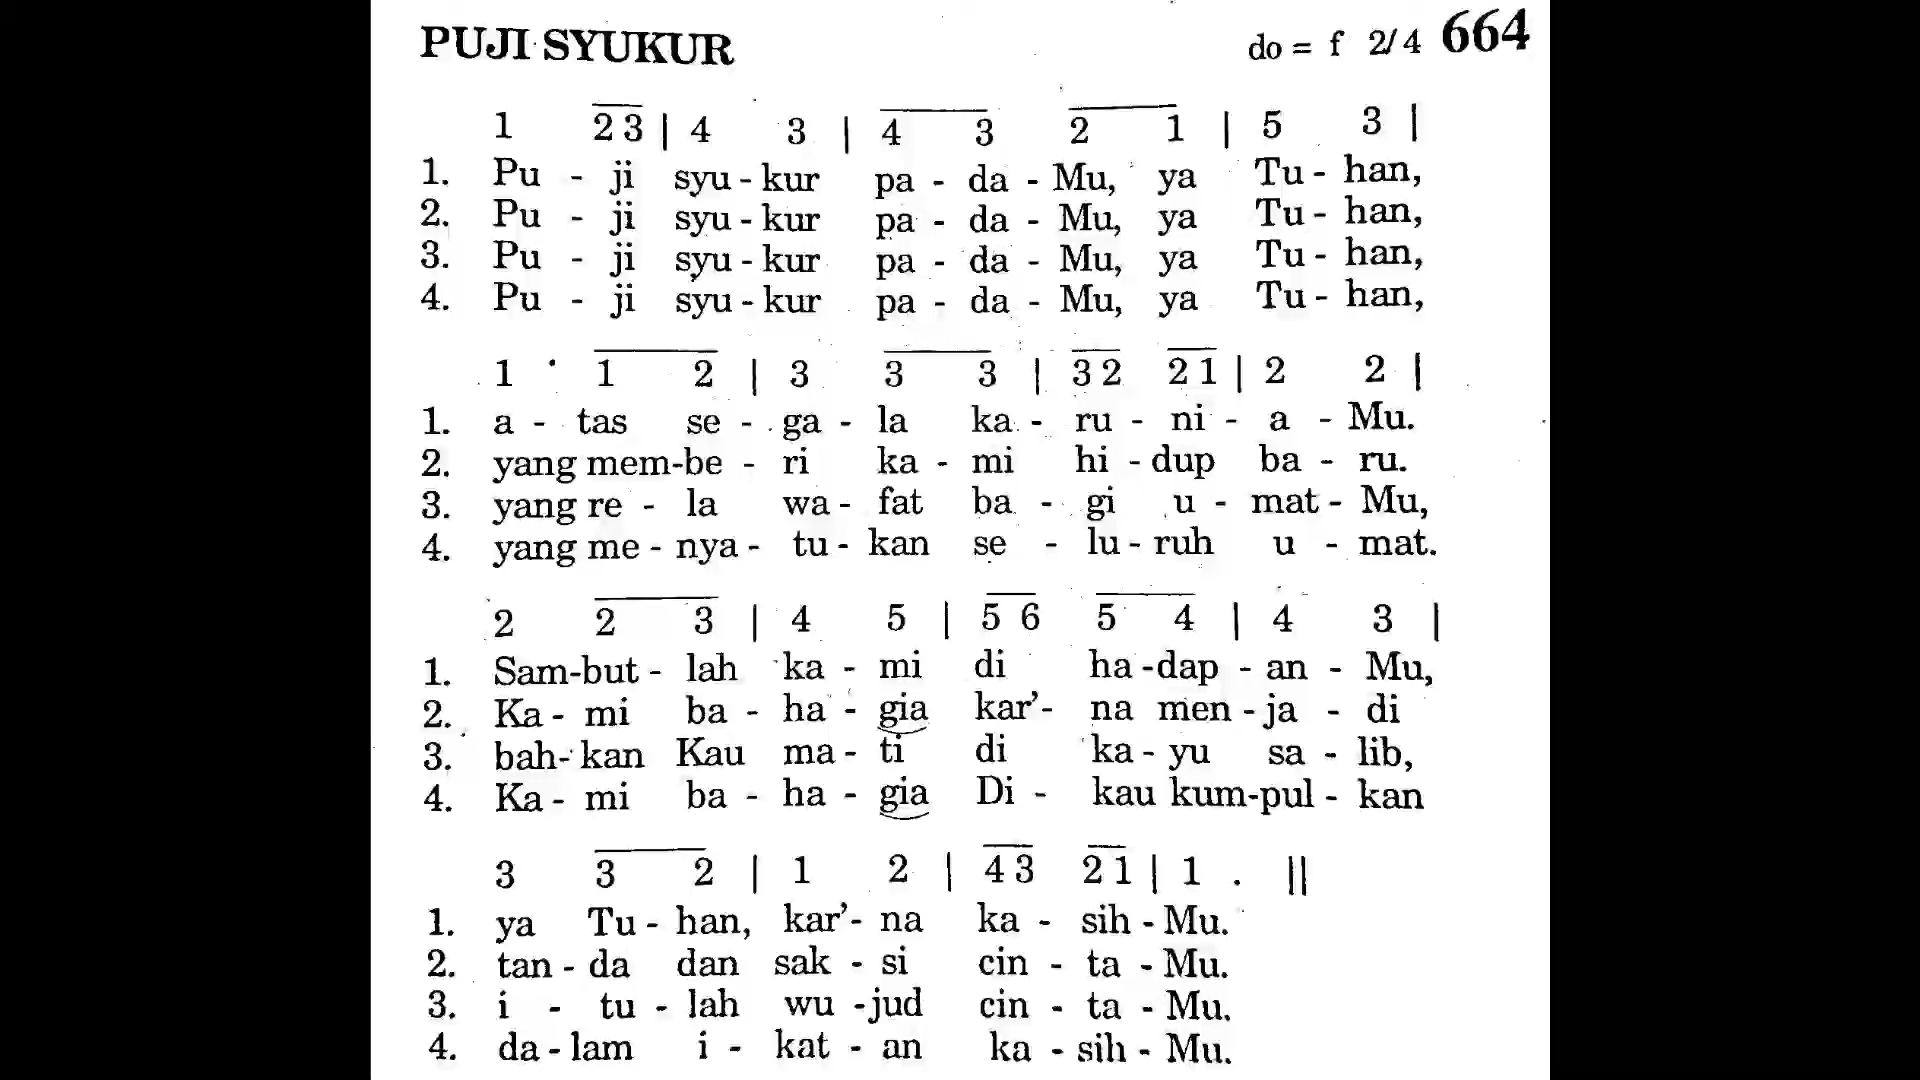 PUJI SYUKUR do = f 2/4 664
1 2 3 | 4 3 | 4 3 2 1 | 5 3 |
1. Pu - ji syu - kur pa - da - Mu, ya Tu - han,
2. Pu - ji syu - kur pa - da - Mu, ya Tu - han,
3. Pu - ji syu - kur pa - da - Mu, ya Tu - han,
4. Pu - ji syu - kur pa - da - Mu, ya Tu - han,
1 1 2 | 3 3 3 | 3 2 2 1 | 2 2 |
1. a - tas se - ga - la ka - ru - ni - a - Mu.
2. yang mem-be - ri ka - mi hi - dup ba - ru.
3. yang re - la wa - fat ba - gi u - mat - Mu,
4. yang me - nya - tu - kan se - lu - ruh u - mat.
2 2 3 | 4 5 | 5 6 5 4 | 4 3 |
1. Sam-but - lah ka - mi di ha -dap - an - Mu,
2. Ka - mi ba - ha - gia kar'- na men - ja - di
3. bah- kan Kau ma - ti di ka - yu sa - lib,
4. Ka - mi ba - ha - gia Di - kau kum-pul - kan
3 3 2 | 1 2 | 4 3 2 1 | 1 . ||
1. ya Tu - han, kar'- na ka - sih - Mu.
2. tan - da dan sak - si cin - ta - Mu.
3. i - tu - lah wu -jud cin - ta - Mu.
4. da - lam i - kat - an ka - sih - Mu.